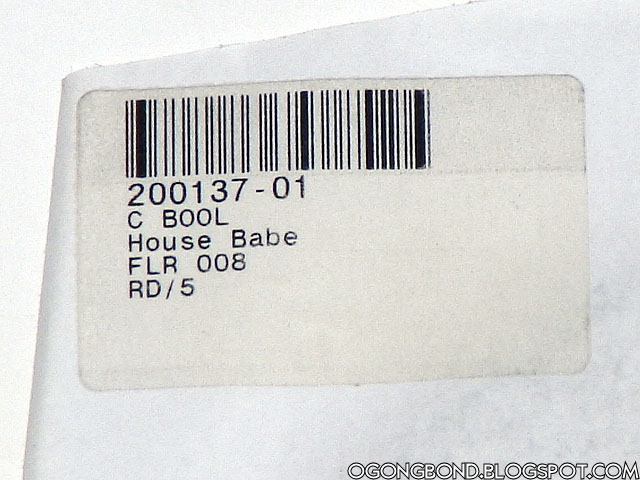 200137-01
C BOOL
House Babe
FLR 008
RD/5
OGONGBOND.BLOGSPOT.COM